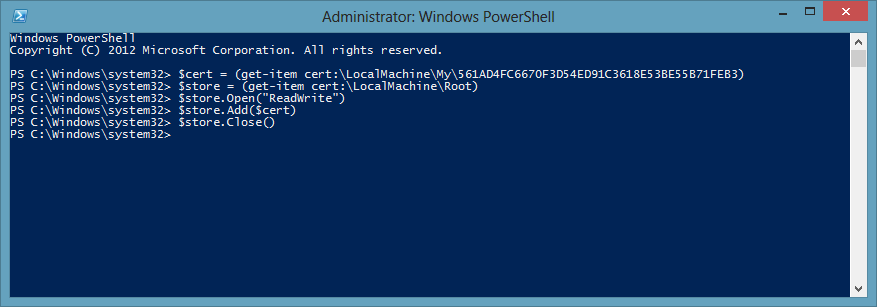 Administrator: Windows PowerShell
Windows PowerShell
Copyright (C) 2012 Microsoft Corporation. All rights reserved.
PS C:\Windows\system32> $cert = (get-item cert:\LocalMachine\My\561AD4FC6670F3D54ED91C3618E53BE55B71FEB3)
PS C:\Windows\system32> $store = (get-item cert:\LocalMachine\Root)
PS C:\Windows\system32> $store.Open("ReadWrite")
PS C:\Windows\system32> $store.Add($cert)
PS C:\Windows\system32> $store.Close()
PS C:\Windows\system32>